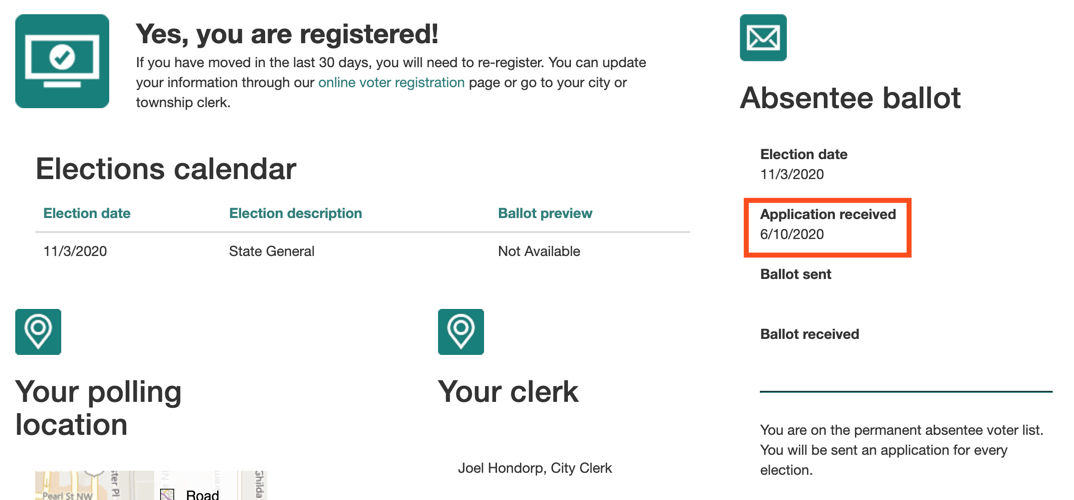 Yes, you are registered!
If you have moved in the last 30 days, you will need to re-register. You can update
your information through our online voter registration page or go to your city or
township clerk.
Elections calendar
Election date Election description Ballot preview
11/3/2020 State General Not Available
Your polling
location
Pearl St NW
Road
Your clerk
Joel Hondorp, City Clerk
Absentee ballot
Election date
11/3/2020
Application received
6/10/2020
Ballot sent
Ballot received
You are on the permanent absentee voter list.
You will be sent an application for every
election.